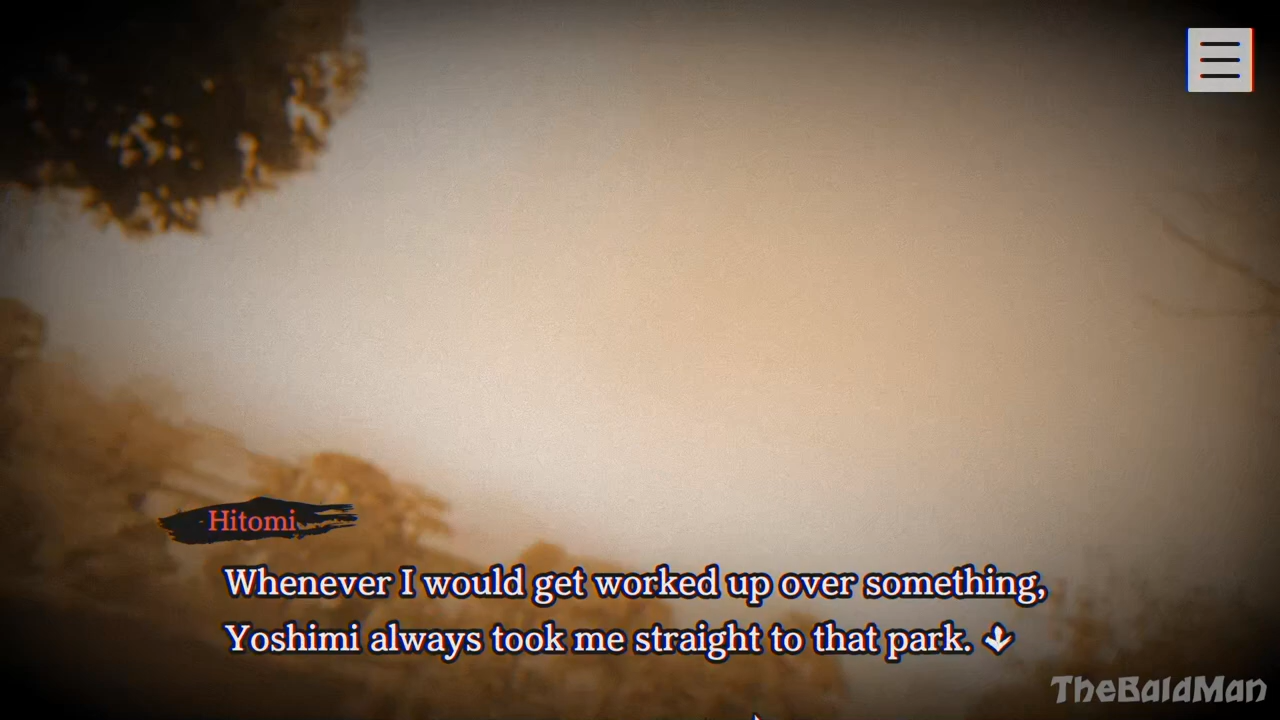 Hitomi
Whenever I would get worked up over something,
Yoshimi always took me straight to that park.
TheBaldMan